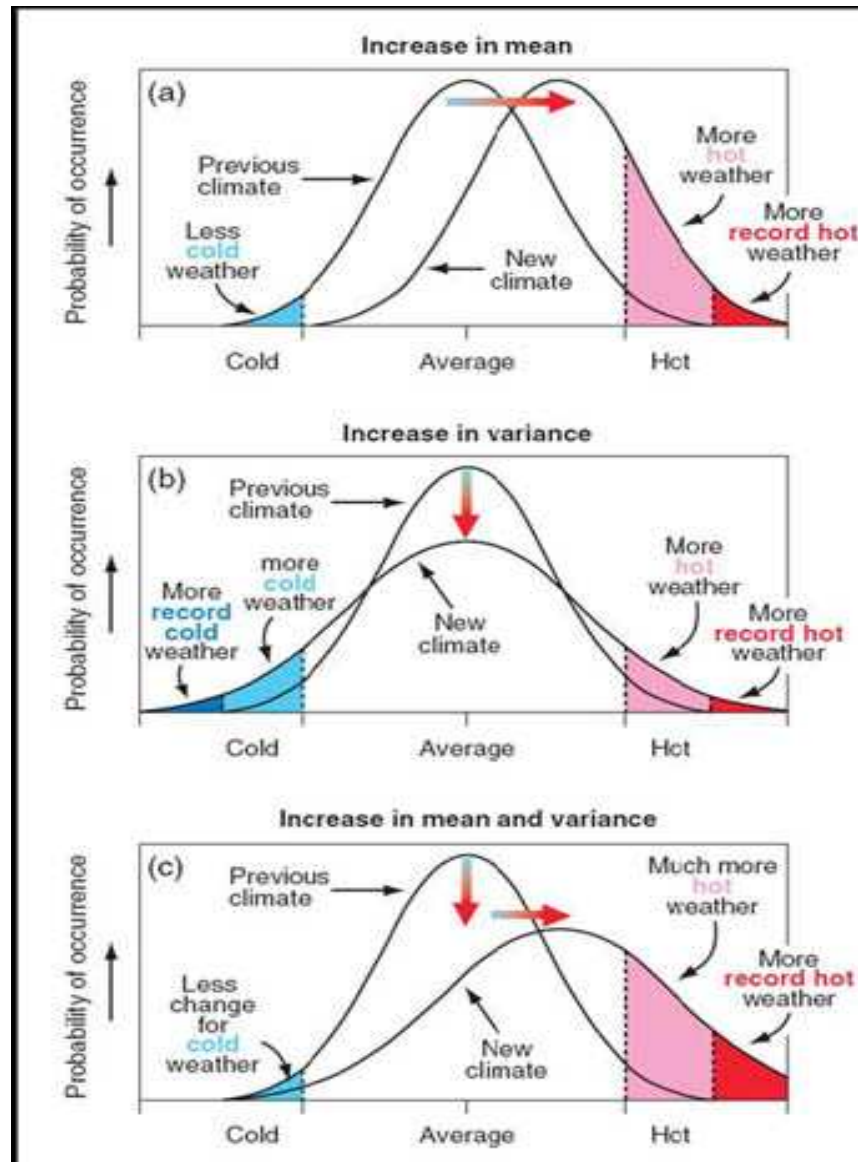 Increase in mean
(a)
Previous
climate
Less
cold
weather
New
climate
More
hot
weather
More
record hot
weather
Probability of occurrence
Cold
Average
Hct
Increase in variance
(b)
Previous
climate
more
cold
weather
More
record
cold
weather
New
climate
More
hot
weather
More
record hot
weather
Probability of occurrence
Cold
Average
Hct
Increase in mean and variance
(c)
Previous
climate
Less
change
for
cold
weather
New
climate
Much more
hot
weather
More
record hot
weather
Probability of occurrence
Cold
Average
Hct